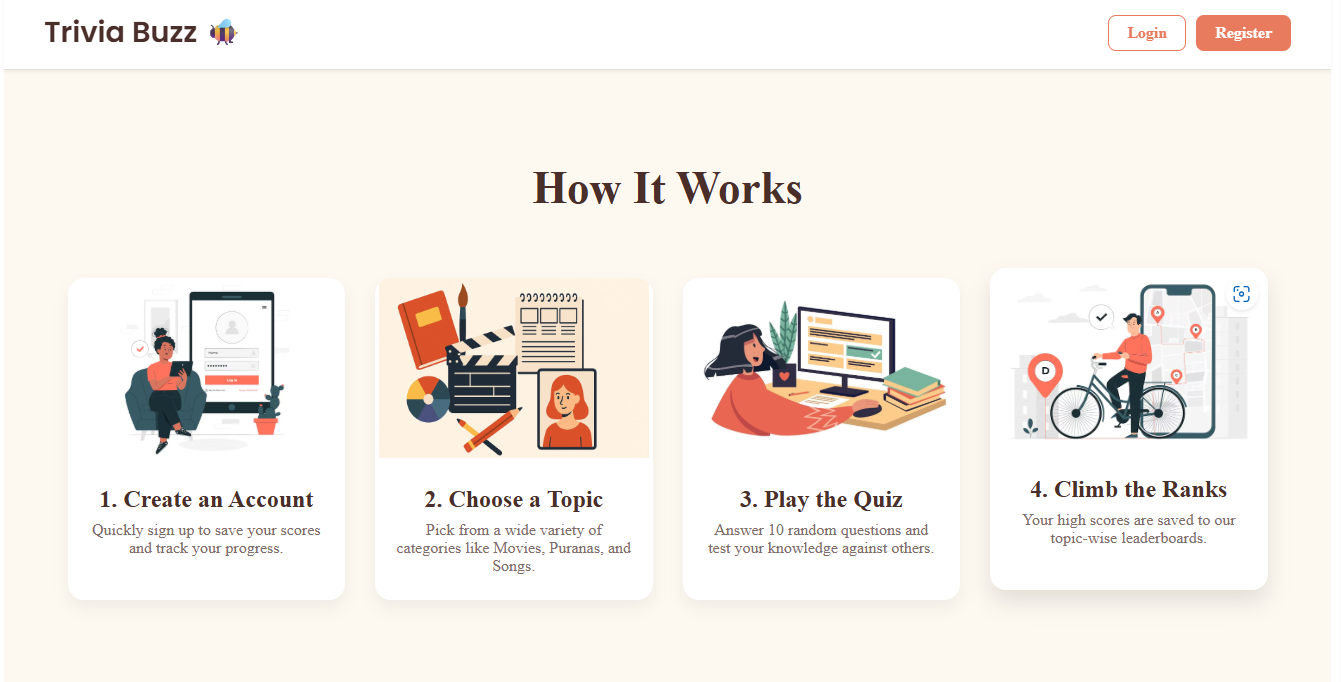 Trivia Buzz
Login
Register
How It Works
1. Create an Account
Quickly sign up to save your scores
and track your progress.
2. Choose a Topic
Pick from a wide variety of
categories like Movies, Puranas, and
Songs.
3. Play the Quiz
Answer 10 random questions and
test your knowledge against others.
D
4. Climb the Ranks
Your high scores are saved to our
topic-wise leaderboards.